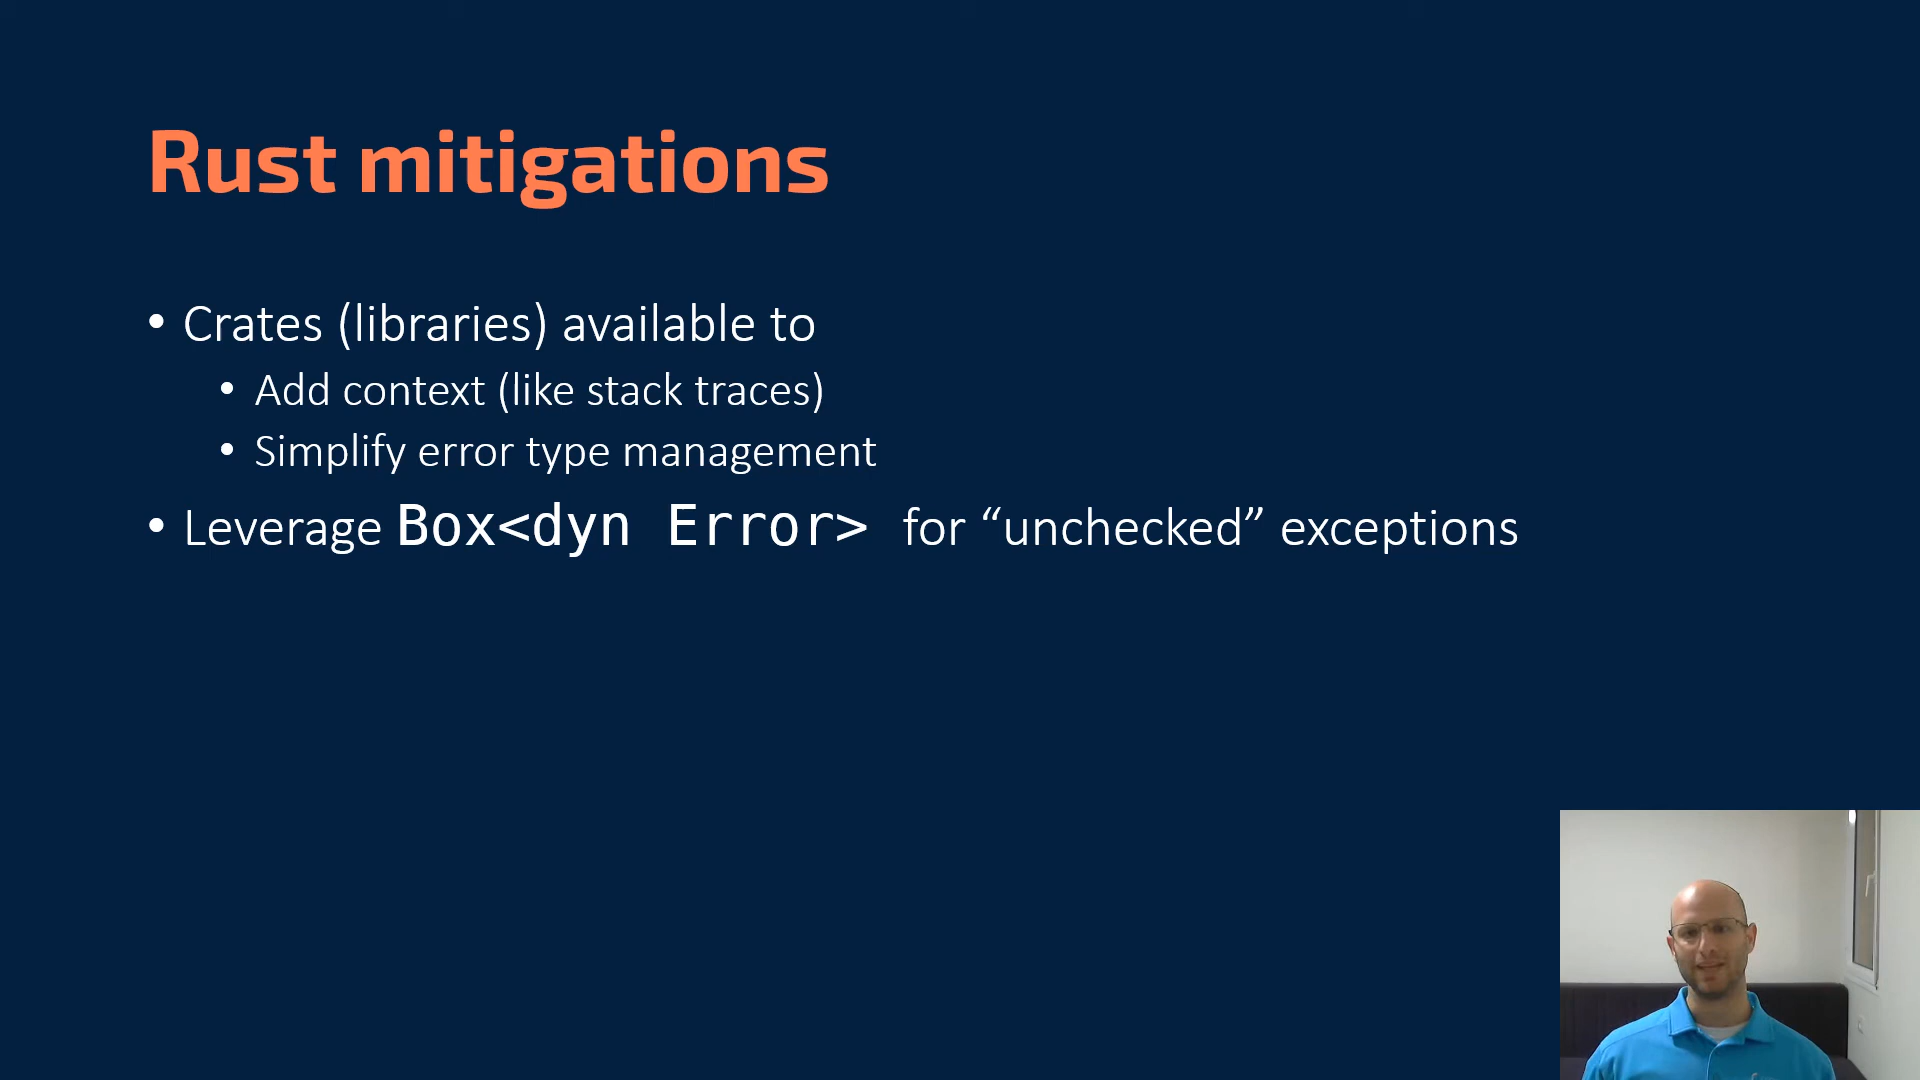 Rust mitigations
• Crates (libraries) available to
• Add context (like stack traces)
• Simplify error type management
• Leverage Box<dyn Error> for “unchecked” exceptions